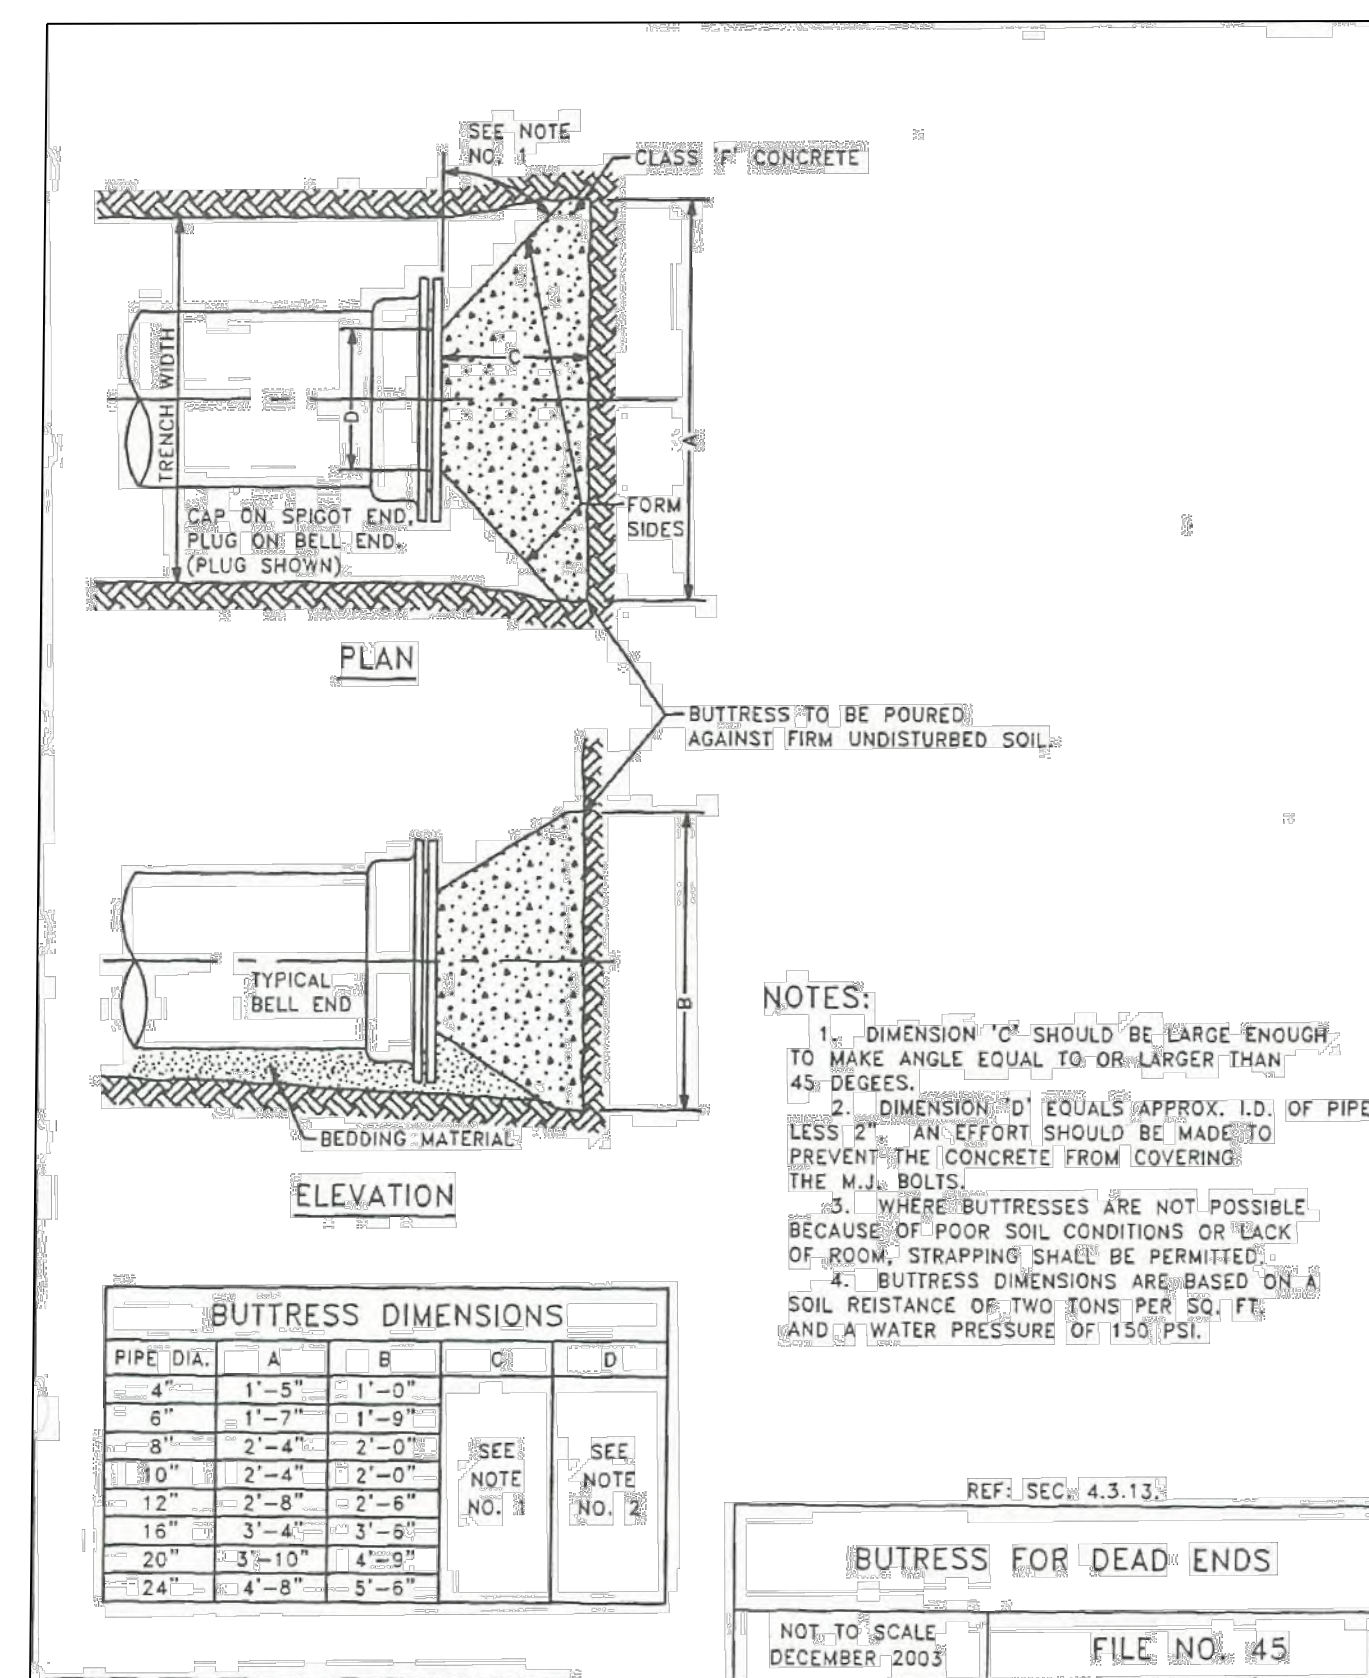 SEE NOTE
NO. 1
CLASS 'F' CONCRETE
TRENCH WIDTH
C
D
A
FORM
SIDES
CAP ON SPIGOT END,
PLUG ON BELL END.
(PLUG SHOWN)
PLAN
BUTTRESS TO BE POURED
AGAINST FIRM UNDISTURBED SOIL.
TYPICAL
BELL END
B
BEDDING MATERIAL
ELEVATION
NOTES:
1. DIMENSION 'C' SHOULD BE LARGE ENOUGH
TO MAKE ANGLE EQUAL TO OR LARGER THAN
45 DEGEES.
2. DIMENSION 'D' EQUALS APPROX. I.D. OF PIPE
LESS 2". AN EFFORT SHOULD BE MADE TO
PREVENT THE CONCRETE FROM COVERING
THE M.J. BOLTS.
3. WHERE BUTTRESSES ARE NOT POSSIBLE
BECAUSE OF POOR SOIL CONDITIONS OR LACK
OF ROOM, STRAPPING SHALL BE PERMITTED.
4. BUTTRESS DIMENSIONS ARE BASED ON A
SOIL REISTANCE OF TWO TONS PER SQ. FT.
AND A WATER PRESSURE OF 150 PSI.
BUTTRESS DIMENSIONS
PIPE DIA. A B C D
4" 1'-5" 1'-0"
6" 1'-7" 1'-9"
8" 2'-4" 2'-0"
10" 2'-4" 2'-0"
12" 2'-8" 2'-6"
16" 3'-4" 3'-6"
20" 3'-10" 4'-9"
24" 4'-8" 5'-6"
SEE
NOTE
NO. 1
SEE
NOTE
NO. 2
REF: SEC. 4.3.13.
BUTRESS FOR DEAD ENDS
NOT TO SCALE
DECEMBER 2003
FILE NO. 45